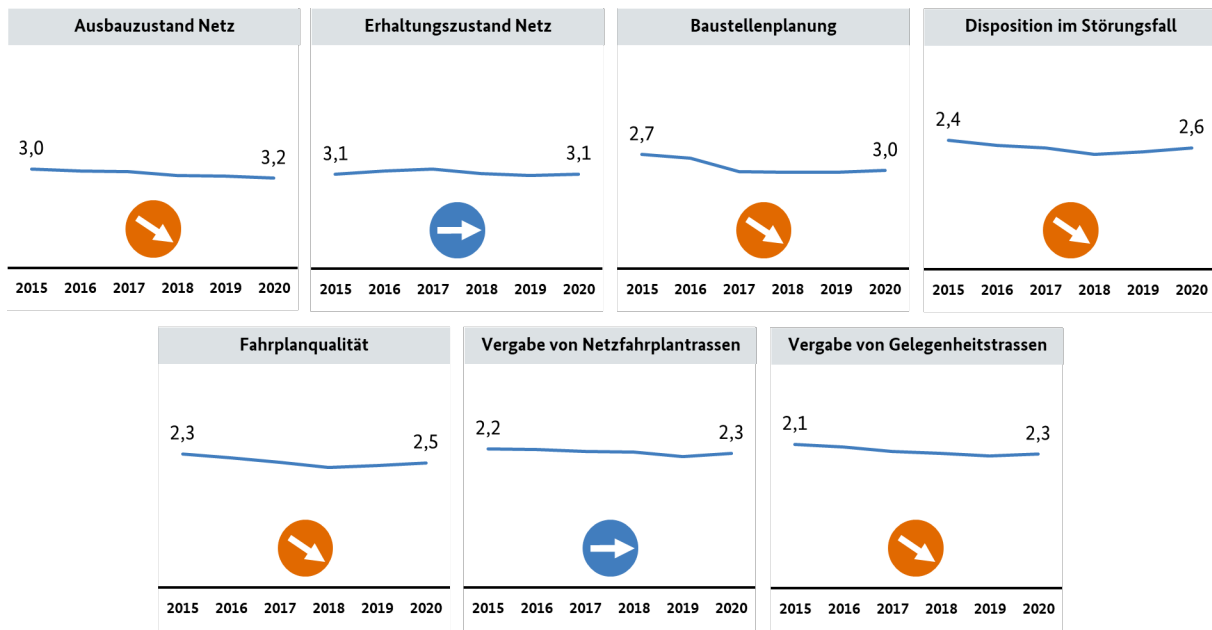 Ausbauzustand Netz
3,0
3,2
2015 2016 2017 2018 2019 2020
Erhaltungszustand Netz
3,1
3,1
2015 2016 2017 2018 2019 2020
Baustellenplanung
2,7
3,0
2015 2016 2017 2018 2019 2020
Disposition im Störungsfall
2,4
2,6
2015 2016 2017 2018 2019 2020
Fahrplanqualität
2,3
2,5
2015 2016 2017 2018 2019 2020
Vergabe von Netzfahrplantrassen
2,2
2,3
2015 2016 2017 2018 2019 2020
Vergabe von Gelegenheitstrassen
2,1
2,3
2015 2016 2017 2018 2019 2020